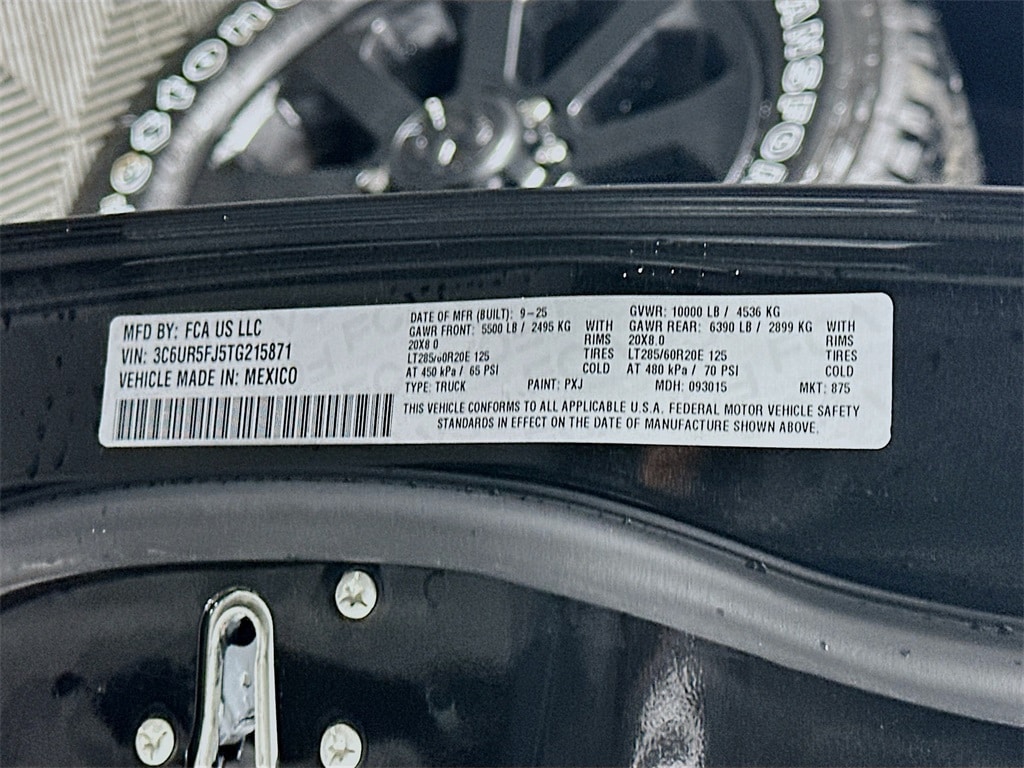 MFD BY: FCA US LLC
VIN: 3C6UR5FJ5TG215871
VEHICLE MADE IN: MEXICO
DATE OF MFR (BUILT): 9-25
GAWR FRONT: 5500 LB / 2495 KG WITH
20X8.0 RIMS
LT285/60R20E 125 TIRES
AT 450 kPa / 65 PSI COLD
TYPE: TRUCK PAINT: PXJ
GVWR: 10000 LB / 4536 KG
GAWR REAR: 6390 LB / 2899 KG WITH
20X8.0 RIMS
LT285/60R20E 125 TIRES
AT 480 kPa / 70 PSI COLD
MDH: 093015 MKT: 875
THIS VEHICLE CONFORMS TO ALL APPLICABLE U.S.A. FEDERAL MOTOR VEHICLE SAFETY
STANDARDS IN EFFECT ON THE DATE OF MANUFACTURE SHOWN ABOVE.